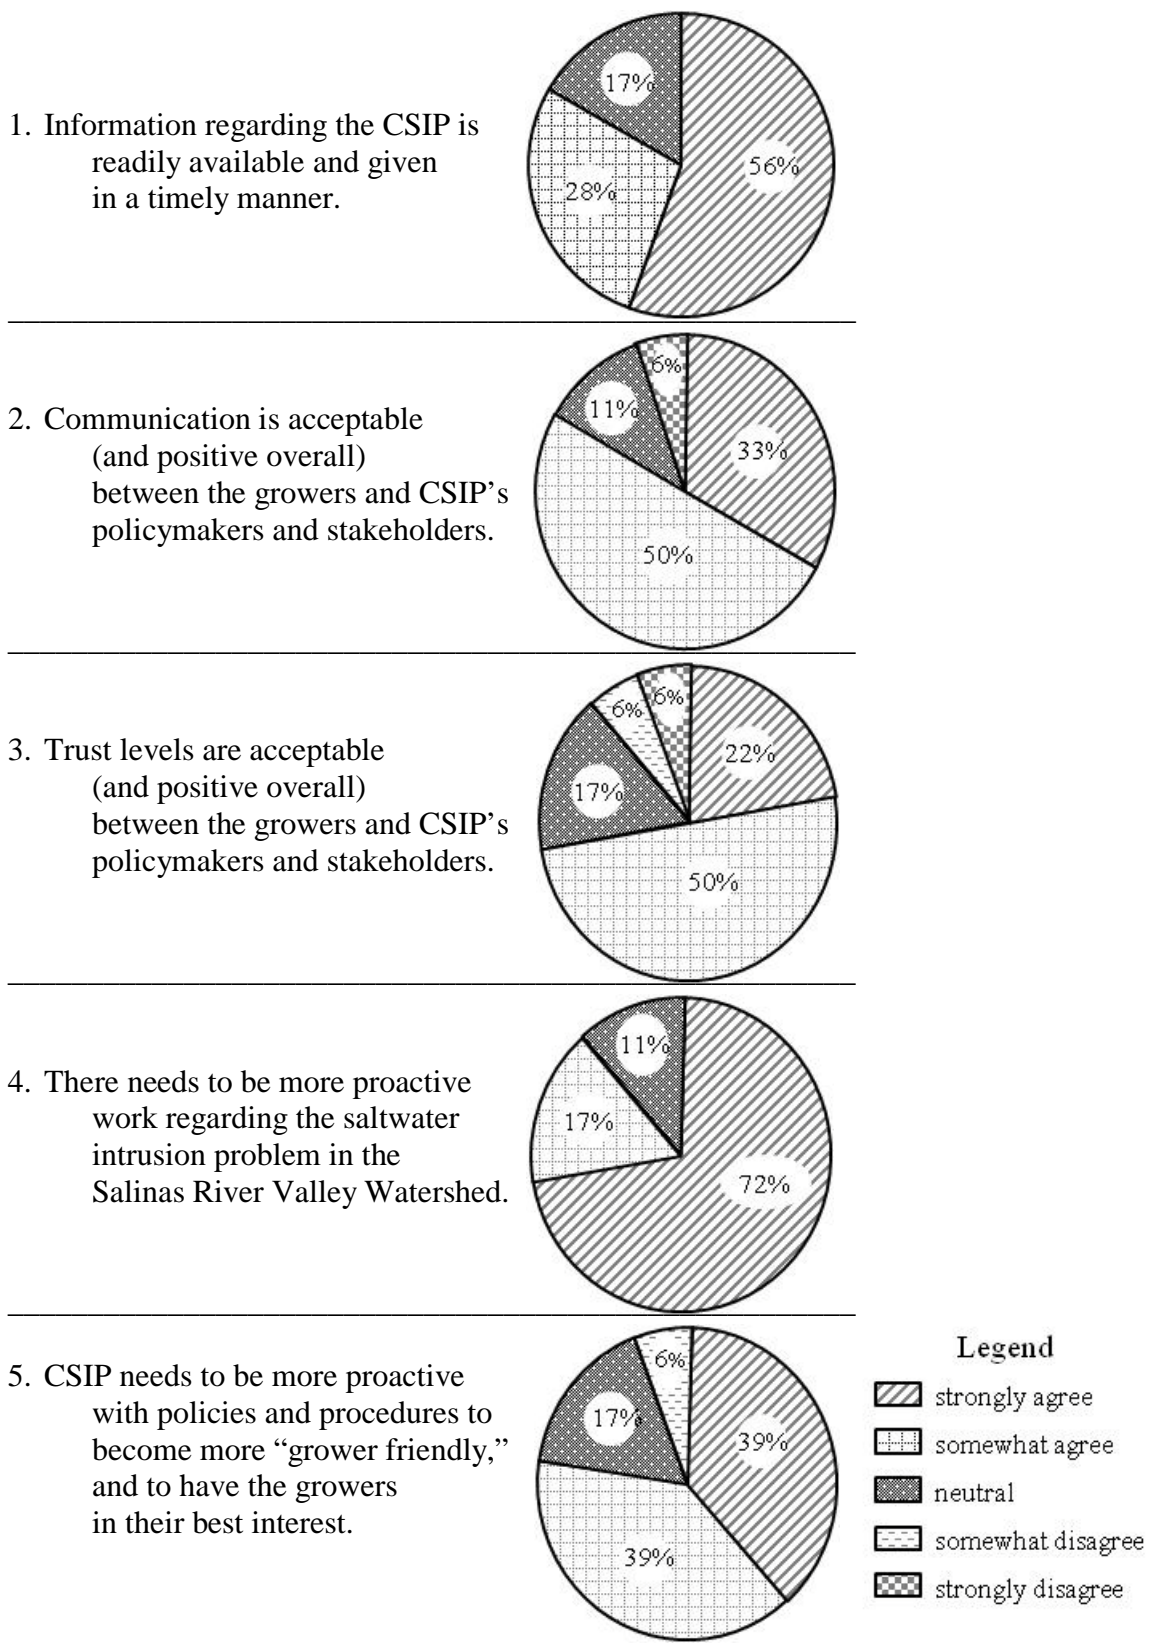 17%
1. Information regarding the CSIP is
readily available and given
in a timely manner.
56%
28%
6%
2. Communication is acceptable
(and positive overall)
between the growers and CSIP’s
policymakers and stakeholders.
11%
33%
50%
6%
6%
3. Trust levels are acceptable
(and positive overall)
between the growers and CSIP’s
policymakers and stakeholders.
22%
17%
50%
11%
4. There needs to be more proactive
work regarding the saltwater
intrusion problem in the
Salinas River Valley Watershed.
17%
72%
5. CSIP needs to be more proactive
with policies and procedures to
become more “grower friendly,”
and to have the growers
in their best interest.
6%
17%
39%
39%
Legend
strongly agree
somewhat agree
neutral
somewhat disagree
strongly disagree